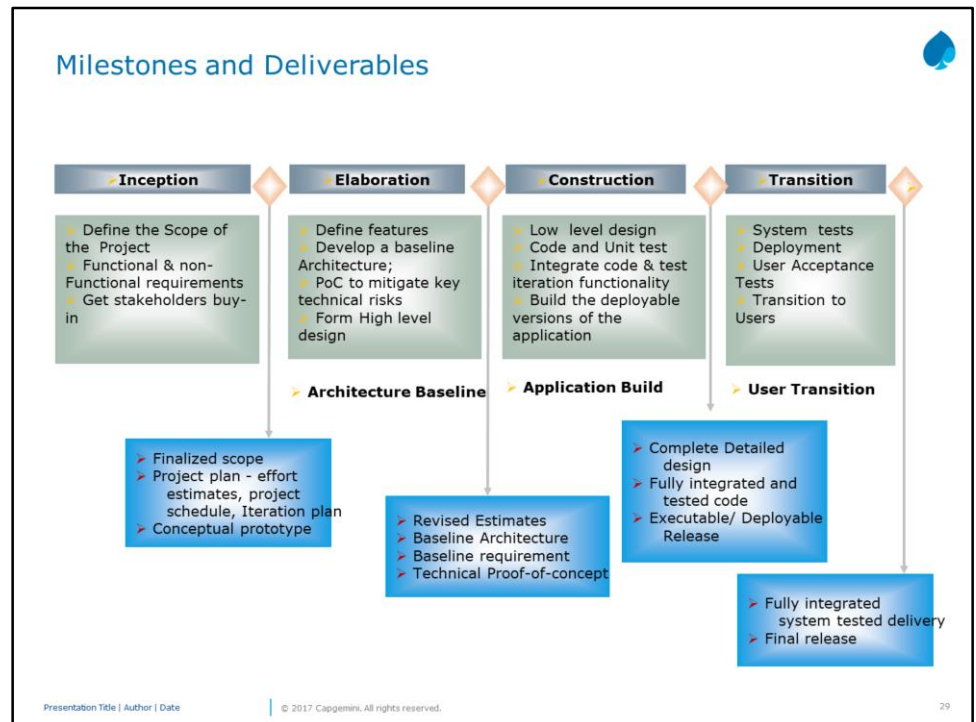 Milestones and Deliverables
➢Inception
➢Elaboration
➢Construction
➢Transition
➢ Define the Scope of
the Project
➢ Functional & non-
Functional requirements
➢ Get stakeholders buy-
in
➢ Define features
➢ Develop a baseline
Architecture;
➢ PoC to mitigate key
technical risks
➢ Form High level
design
➢ Low level design
➢ Code and Unit test
➢ Integrate code & test
iteration functionality
➢ Build the deployable
versions of the
application
➢ System tests
➢ Deployment
➢ User Acceptance
Tests
➢ Transition to
Users
➢ Architecture Baseline
➢ Application Build
➢ User Transition
➢ Finalized scope
➢ Project plan - effort
estimates, project
schedule, Iteration plan
➢ Conceptual prototype
➢ Revised Estimates
➢ Baseline Architecture
➢ Baseline requirement
➢ Technical Proof-of-concept
➢ Complete Detailed
design
➢ Fully integrated and
tested code
➢ Executable/ Deployable
Release
➢ Fully integrated
system tested delivery
➢ Final release
Presentation Title | Author | Date
© 2017 Capgemini. All rights reserved.
29